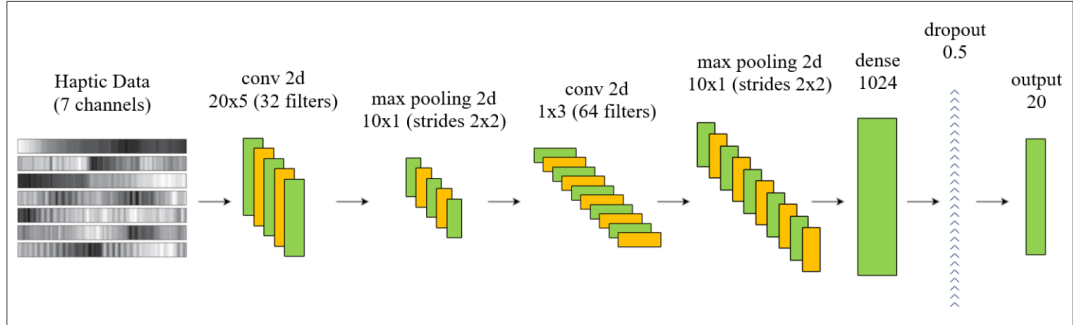 Haptic Data
(7 channels)
conv 2d
20x5 (32 filters)
max pooling 2d
10x1 (strides 2x2)
conv 2d
1x3 (64 filters)
max pooling 2d
10x1 (strides 2x2)
dense
1024
dropout
0.5
output
20